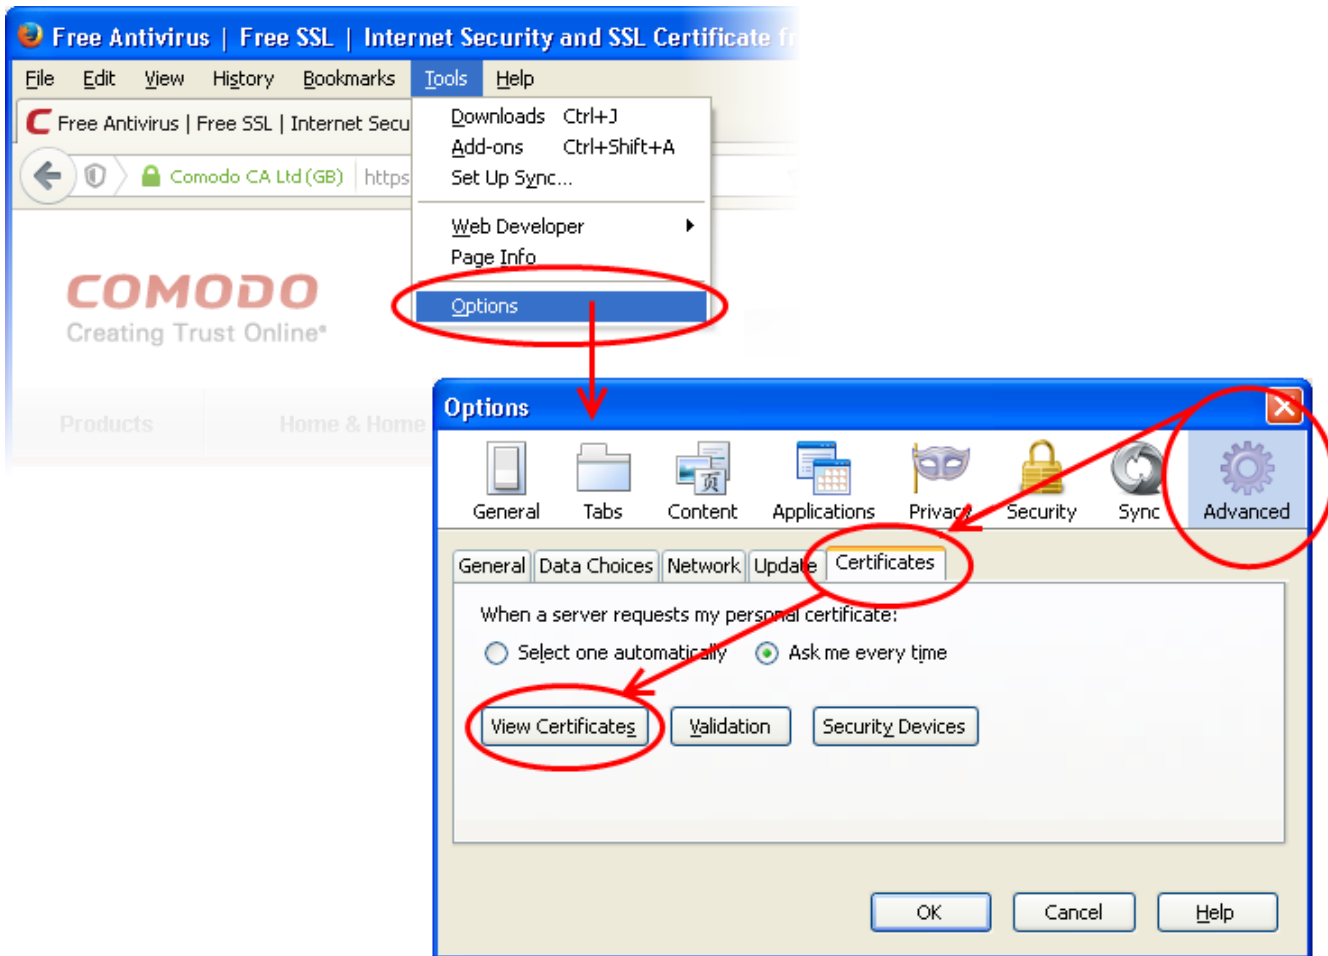 Free Antivirus | Free SSL | Internet Security and SSL Certificate fr
File Edit View History Bookmarks Tools Help
Free Antivirus | Free SSL | Internet Secu
Downloads Ctrl+J
Add-ons Ctrl+Shift+A
Set Up Sync...
Web Developer
Page Info
Options
Comodo CA Ltd (GB) https
COMODO
Creating Trust Online®
Products Home & Home
Options
页
General Tabs Content Applications Privacy Security Sync Advanced
General Data Choices Network Update Certificates
When a server requests my personal certificate:
Select one automatically Ask me every time
View Certificates Validation Security Devices
OK Cancel Help